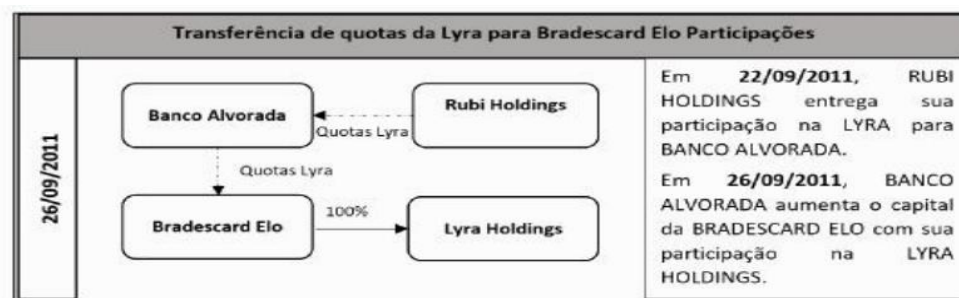 Transferência de quotas da Lyra para Bradescard Elo Participações
26/09/2011
Banco Alvorada
Rubi Holdings
Quotas Lyra
Quotas Lyra
Bradescard Elo
100%
Lyra Holdings
Em 22/09/2011, RUBI
HOLDINGS entrega sua
participação na LYRA para
BANCO ALVORADA.
Em 26/09/2011, BANCO
ALVORADA aumenta o capital
da BRADESCARD ELO com sua
participação na LYRA
HOLDINGS.